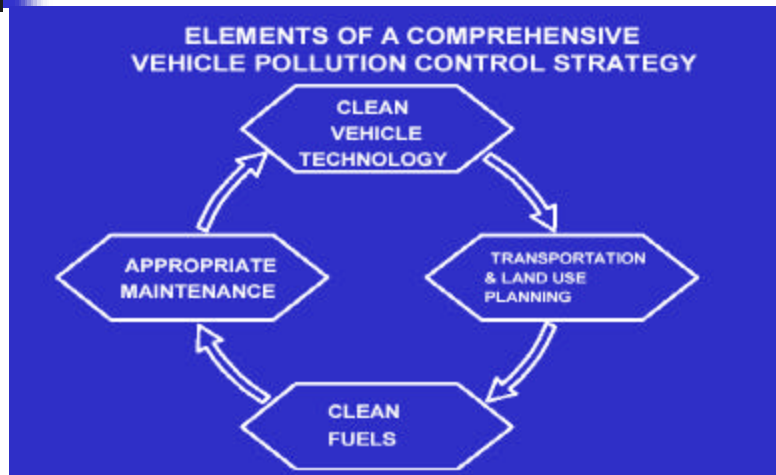 ELEMENTS OF A COMPREHENSIVE
VEHICLE POLLUTION CONTROL STRATEGY
CLEAN
VEHICLE
TECHNOLOGY
TRANSPORTATION
& LAND USE
PLANNING
CLEAN
FUELS
APPROPRIATE
MAINTENANCE